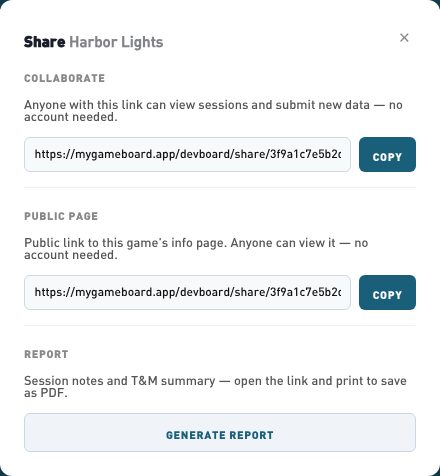 Share Harbor Lights
×
COLLABORATE
Anyone with this link can view sessions and submit new data — no
account needed.
https://mygameboard.app/devboard/share/3f9a1c7e5b2c COPY
PUBLIC PAGE
Public link to this game's info page. Anyone can view it — no
account needed.
https://mygameboard.app/devboard/share/3f9a1c7e5b2c COPY
REPORT
Session notes and T&M summary — open the link and print to save
as PDF.
GENERATE REPORT